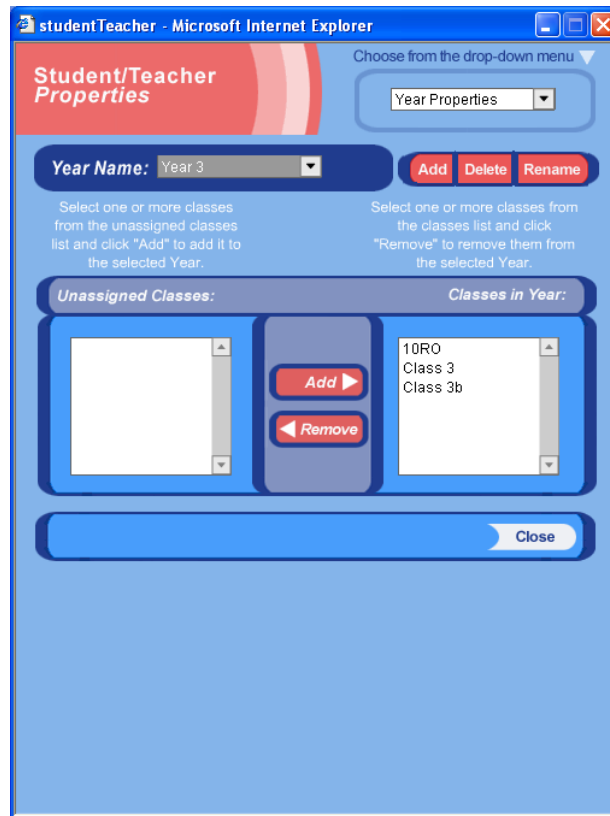 studentTeacher - Microsoft Internet Explorer
Choose from the drop-down menu
Student/Teacher
Properties
Year Properties
Year Name: Year 3
Add Delete Rename
Select one or more classes
from the unassigned classes
list and click "Add" to add it to
the selected Year.
Select one or more classes from
the classes list and click
"Remove" to remove them from
the selected Year.
Unassigned Classes:
Classes in Year:
10RO
Class 3
Class 3b
Add
Remove
Close